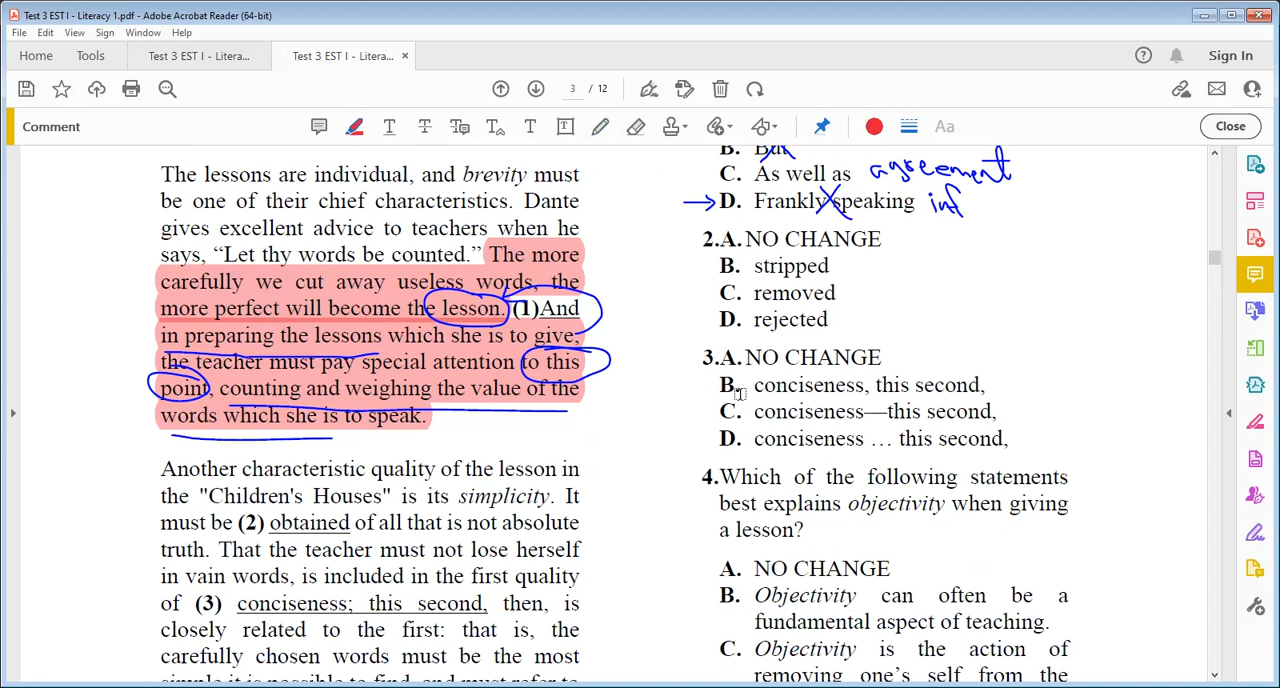 Test 3 EST I - Literacy 1.pdf - Adobe Acrobat Reader (64-bit)
File Edit View Sign Window Help
Home Tools Test 3 EST I - Litera... Test 3 EST I - Litera... × Sign In
3 / 12
Comment Aa Close
The lessons are individual, and brevity must
be one of their chief characteristics. Dante
gives excellent advice to teachers when he
says, “Let thy words be counted.” The more
carefully we cut away useless words, the
more perfect will become the lesson. (1)And
in preparing the lessons which she is to give,
the teacher must pay special attention to this
point, counting and weighing the value of the
words which she is to speak.
Another characteristic quality of the lesson in
the "Children's Houses" is its simplicity. It
must be (2) obtained of all that is not absolute
truth. That the teacher must not lose herself
in vain words, is included in the first quality
of (3) conciseness; this second, then, is
closely related to the first: that is, the
carefully chosen words must be the most
simple it is possible to find, and must refer to
B. But
C. As well as agreement
D. Frankly speaking inf
2.A. NO CHANGE
B. stripped
C. removed
D. rejected
3.A. NO CHANGE
B. conciseness, this second,
C. conciseness—this second,
D. conciseness … this second,
4.Which of the following statements
best explains objectivity when giving
a lesson?
A. NO CHANGE
B. Objectivity can often be a
fundamental aspect of teaching.
C. Objectivity is the action of
removing one’s self from the